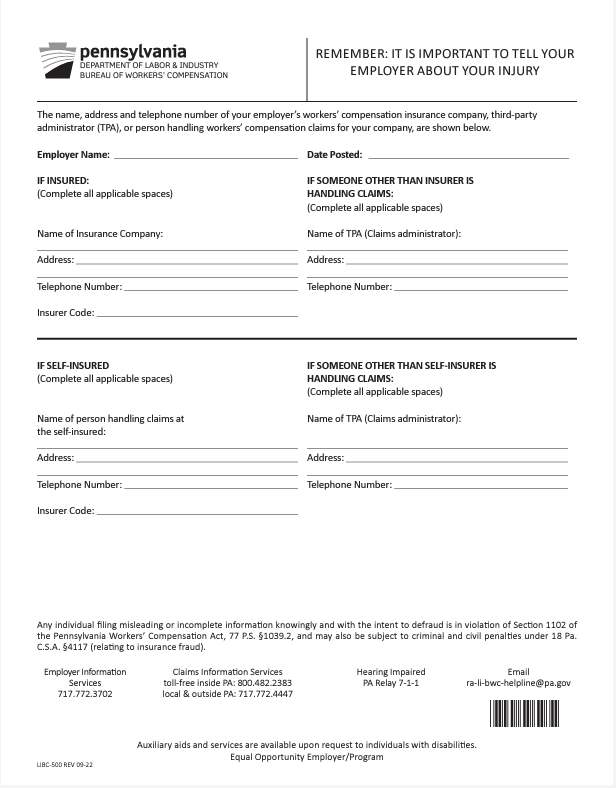 pennsylvania
DEPARTMENT OF LABOR & INDUSTRY
BUREAU OF WORKERS' COMPENSATION
REMEMBER: IT IS IMPORTANT TO TELL YOUR
EMPLOYER ABOUT YOUR INJURY
The name, address and telephone number of your employer's workers' compensation insurance company, third-party
administrator (TPA), or person handling workers' compensation claims for your company, are shown below.
Employer Name:
Date Posted:
IF INSURED:
(Complete all applicable spaces)
Name of Insurance Company:
Address:
Telephone Number:
Insurer Code:
IF SOMEONE OTHER THAN INSURER IS
HANDLING CLAIMS:
(Complete all applicable spaces)
Name of TPA (Claims administrator):
Address:
Telephone Number:
IF SELF-INSURED
(Complete all applicable spaces)
Name of person handling claims at
the self-insured:
Address:
Telephone Number:
Insurer Code:
IF SOMEONE OTHER THAN SELF-INSURER IS
HANDLING CLAIMS:
(Complete all applicable spaces)
Name of TPA (Claims administrator):
Address:
Telephone Number:
Any individual filing misleading or incomplete information knowingly and with the intent to defraud is in violation of Section 1102 of
the Pennsylvania Workers' Compensation Act, 77 P.S. §1039.2, and may also be subject to criminal and civil penalties under 18 Pa.
C.S.A. §4117 (relating to insurance fraud).
Employer Information
Services
717.772.3702
Claims Information Services
toll-free inside PA: 800.482.2383
local & outside PA: 717.772.4447
Hearing Impaired
PA Relay 7-1-1
Email
ra-li-bwc-helpline@pa.gov
Auxiliary aids and services are available upon request to individuals with disabilities.
Equal Opportunity Employer/Program
LIBC-500 REV 09-22